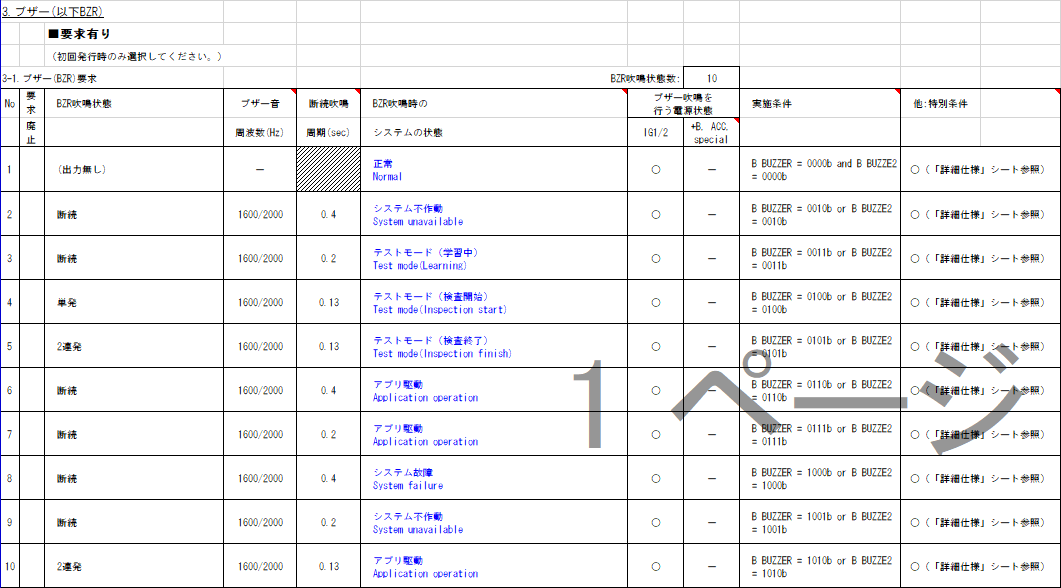 3. ブザー(以下BZR)
■要求有り
（初回発行時のみ選択してください。）
3-1. ブザー(BZR)要求 BZR吹鳴状態数: 10
No 要求 BZR吹鳴状態 ブザー音 断続吹鳴 BZR吹鳴時の ブザー吹鳴を行う電源状態 実施条件 他:特別条件
廃止 周波数(Hz) 周期(sec) システムの状態 IG1/2 +B, ACC, special
1 (出力無し) － 正常 Normal ○ － B BUZZER = 0000b and B BUZZE2 = 0000b ○（「詳細仕様」シート参照）
2 断続 1600/2000 0.4 システム不作動 System unavailable ○ － B BUZZER = 0010b or B BUZZE2 = 0010b ○（「詳細仕様」シート参照）
3 断続 1600/2000 0.2 テストモード（学習中） Test mode(Learning) ○ － B BUZZER = 0011b or B BUZZE2 = 0011b ○（「詳細仕様」シート参照）
4 単発 1600/2000 0.13 テストモード（検査開始） Test mode(Inspection start) ○ － B BUZZER = 0100b or B BUZZE2 = 0100b ○（「詳細仕様」シート参照）
5 2連発 1600/2000 0.13 テストモード（検査終了） Test mode(Inspection finish) ○ － B BUZZER = 0101b or B BUZZE2 = 0101b ○（「詳細仕様」シート参照）
6 断続 1600/2000 0.4 アプリ駆動 Application operation ○ － B BUZZER = 0110b or B BUZZE2 = 0110b ○（「詳細仕様」シート参照）
7 断続 1600/2000 0.2 アプリ駆動 Application operation ○ － B BUZZER = 0111b or B BUZZE2 = 0111b ○（「詳細仕様」シート参照）
8 断続 1600/2000 0.4 システム故障 System failure ○ － B BUZZER = 1000b or B BUZZE2 = 1000b ○（「詳細仕様」シート参照）
9 断続 1600/2000 0.2 システム不作動 System unavailable ○ － B BUZZER = 1001b or B BUZZE2 = 1001b ○（「詳細仕様」シート参照）
10 2連発 1600/2000 0.13 アプリ駆動 Application operation ○ － B BUZZER = 1010b or B BUZZE2 = 1010b ○（「詳細仕様」シート参照）
1 ページ